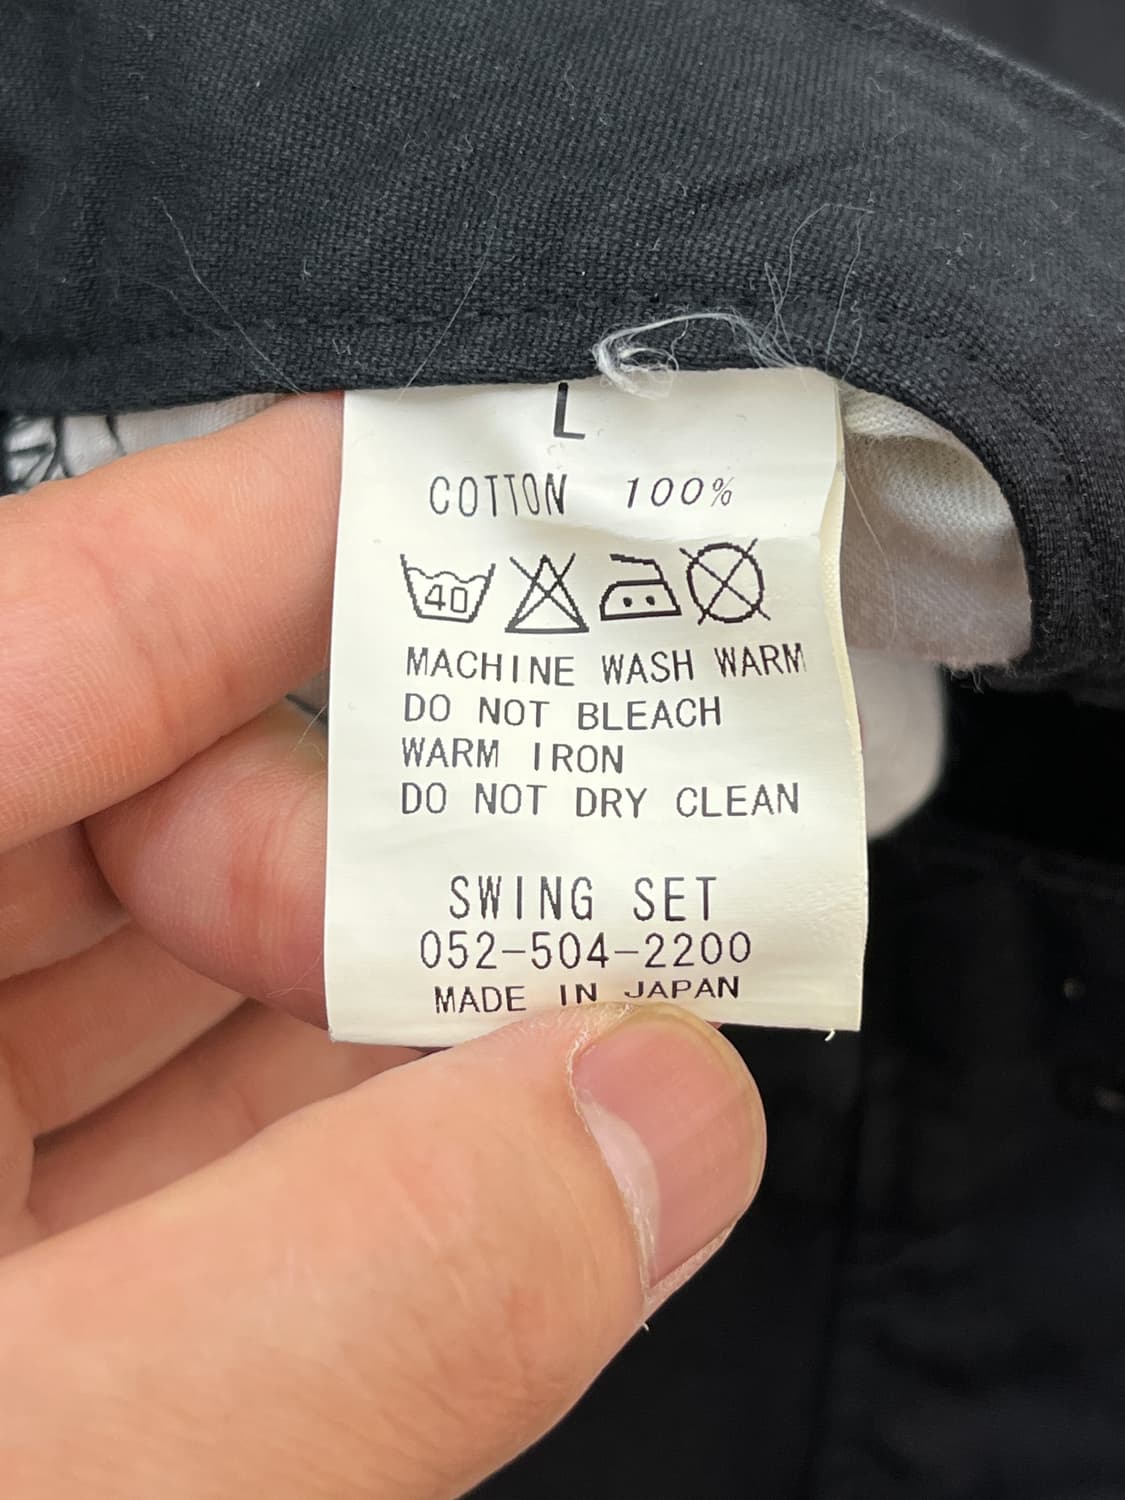 L
COTTON 100%
40
MACHINE WASH WARM
DO NOT BLEACH
WARM IRON
DO NOT DRY CLEAN
SWING SET
052-504-2200
MADE IN JAPAN